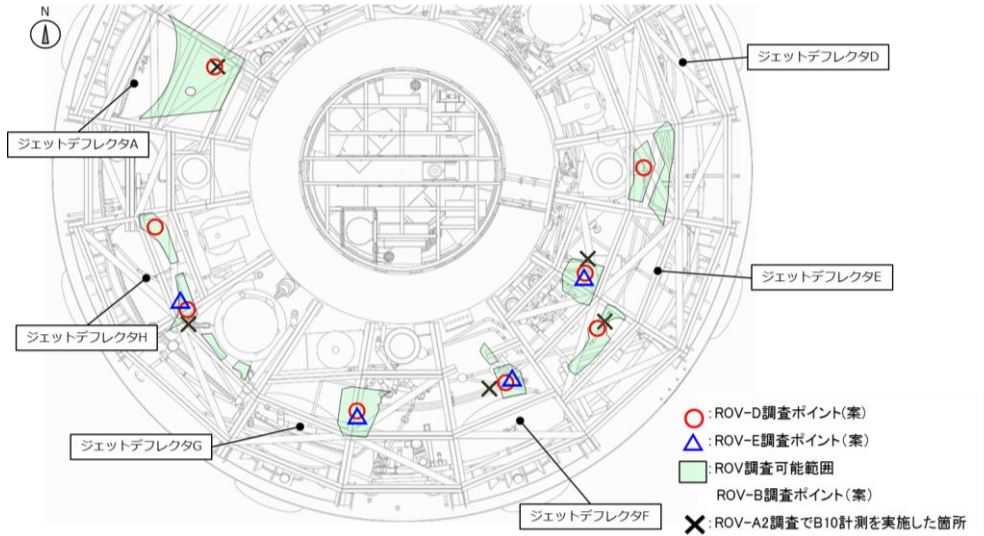 N
ジェットデフレクタD
ジェットデフレクタA
ジェットデフレクタE
ジェットデフレクタH
ジェットデフレクタG
ジェットデフレクタF
：ROV-D調査ポイント（案）
：ROV-E調査ポイント（案）
：ROV調査可能範囲
ROV-B調査ポイント（案）
：ROV-A2調査でB10計測を実施した箇所